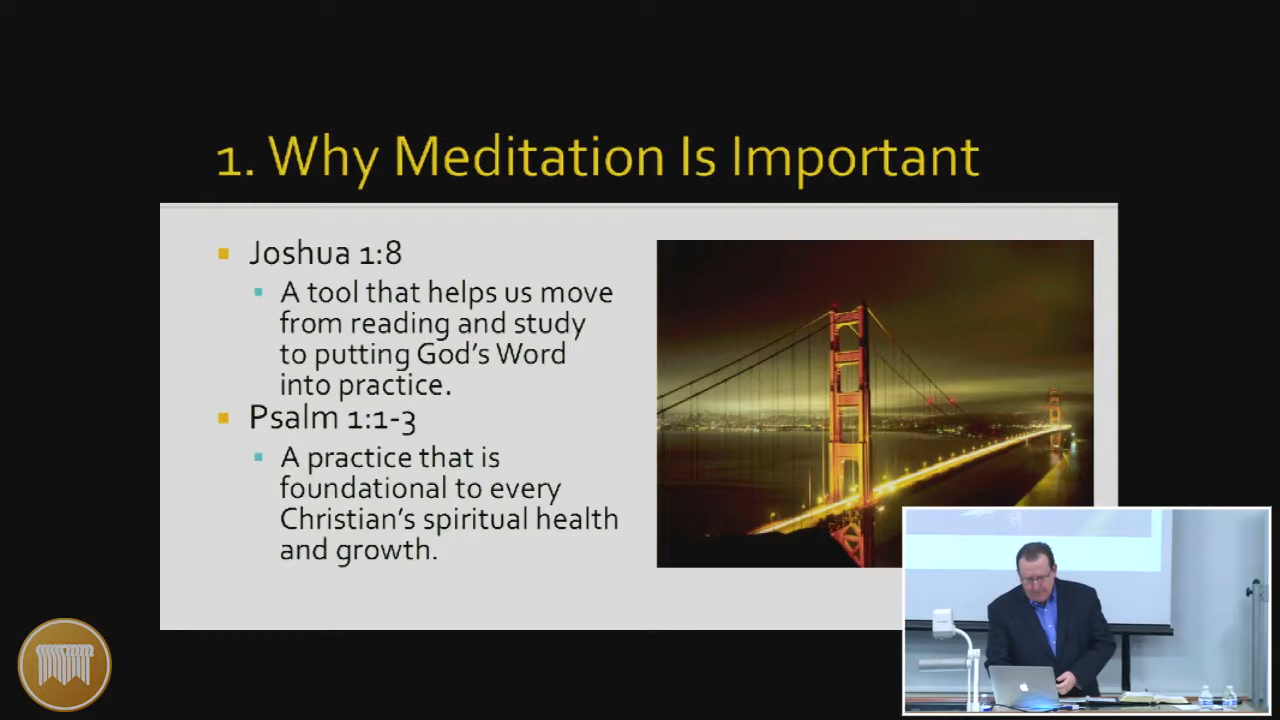 1. Why Meditation Is Important
Joshua 1:8
A tool that helps us move
from reading and study
to putting God's Word
into practice.
Psalm 1:1-3
A practice that is
foundational to every
Christian's spiritual health
and growth.